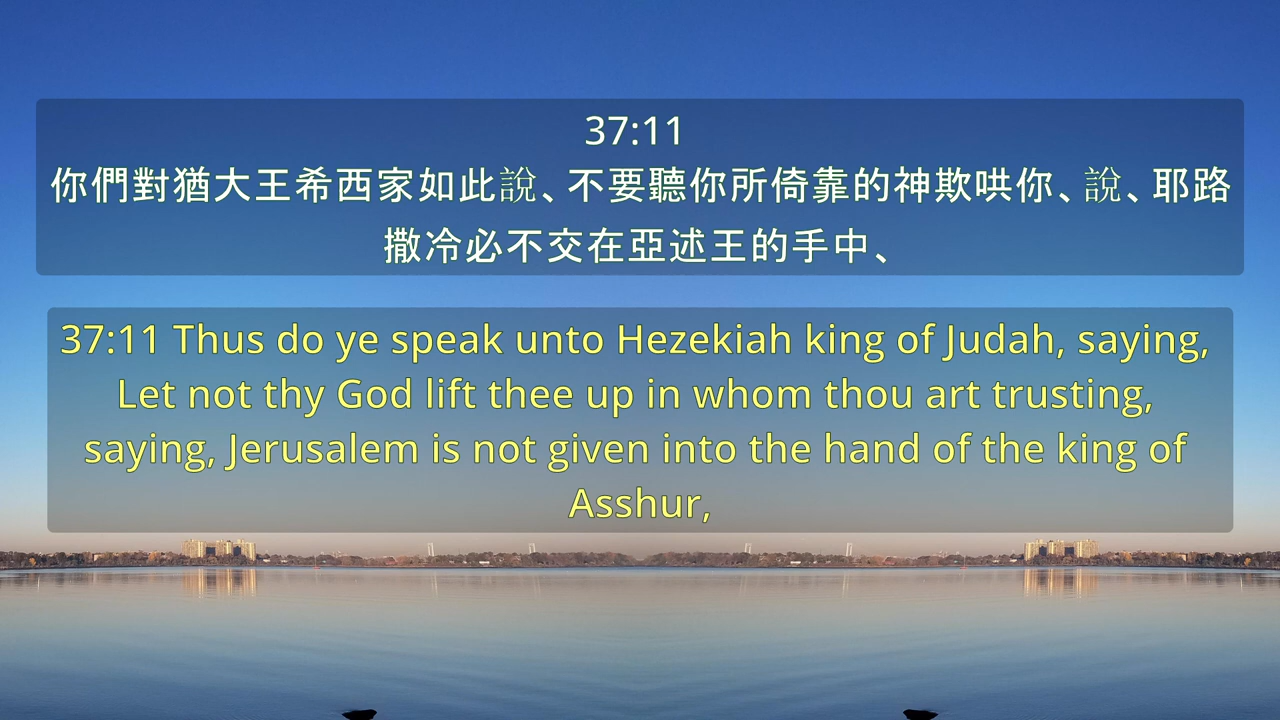 37:11
你們對猶大王希西家如此說、不要聽你所倚靠的神欺哄你、說、耶路
撒冷必不交在亞述王的手中、
37:11 Thus do ye speak unto Hezekiah king of Judah, saying,
Let not thy God lift thee up in whom thou art trusting,
saying, Jerusalem is not given into the hand of the king of
Asshur,